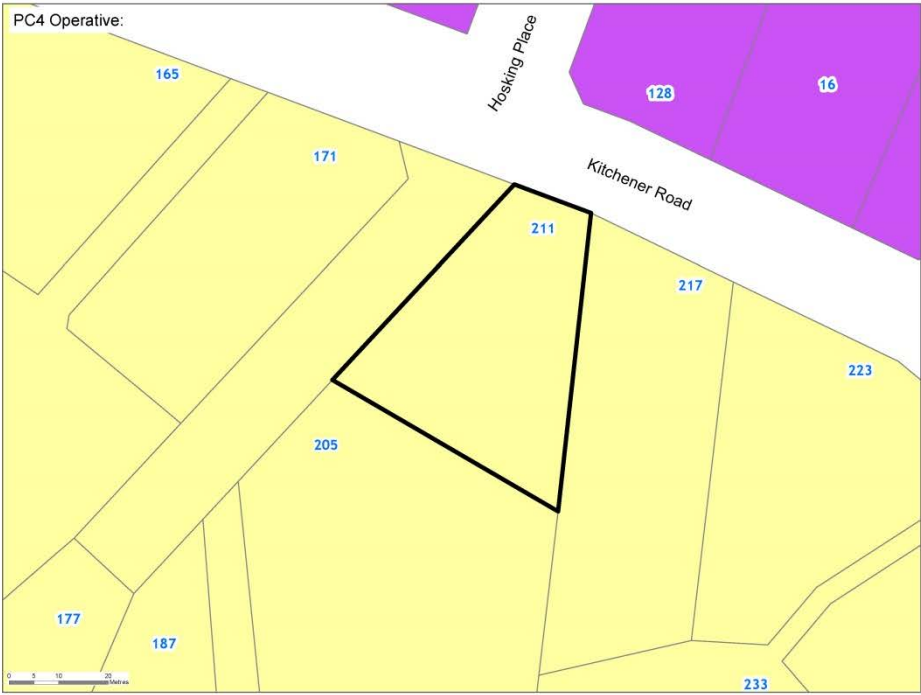 PC4 Operative:
165
Hosking Place
128
16
171
Kitchener Road
211
217
223
205
177
187
233
0 5 10 20
Metres